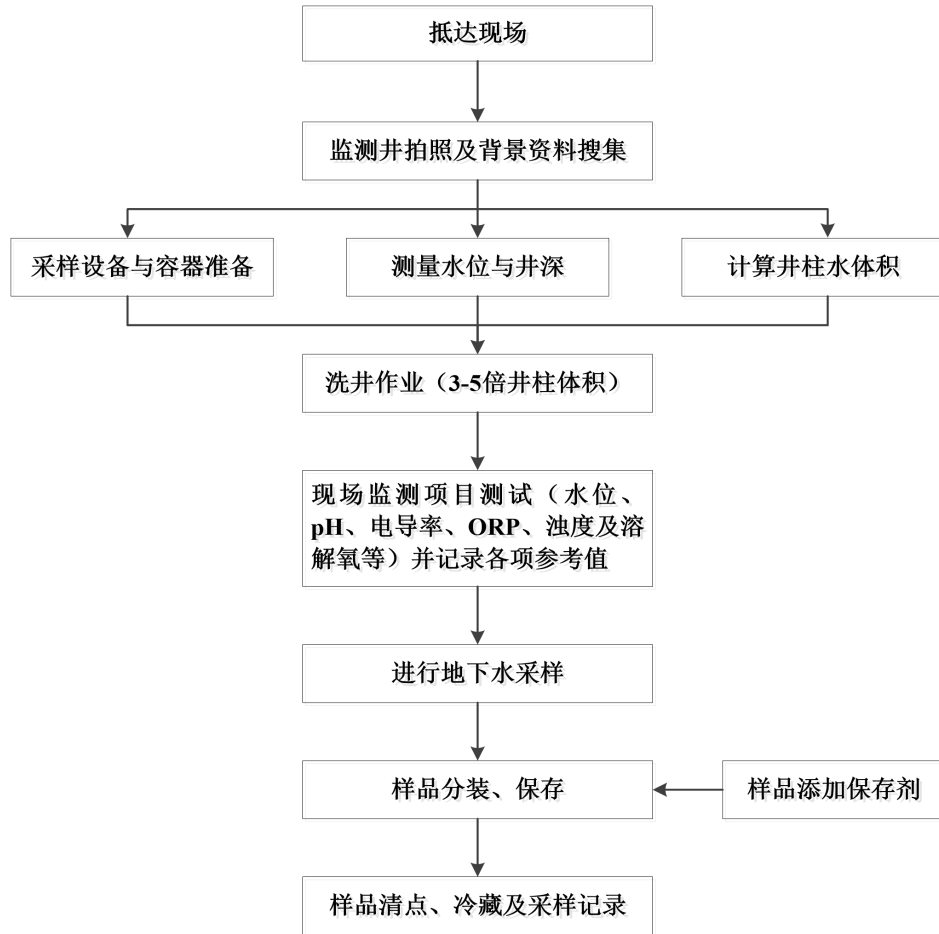 抵达现场
监测井拍照及背景资料搜集
采样设备与容器准备
测量水位与井深
计算井柱水体积
洗井作业（3-5倍井柱体积）
现场监测项目测试（水位、
pH、电导率、ORP、浊度及溶
解氧等）并记录各项参考值
进行地下水采样
样品分装、保存
样品添加保存剂
样品清点、冷藏及采样记录